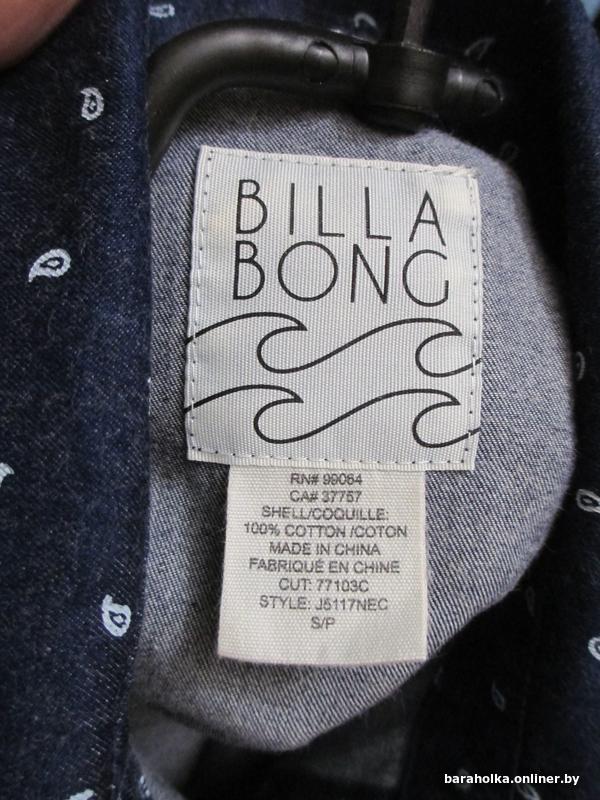 BILLA
BONG
RN# 99064
CA# 37757
SHELL/COQUILLE:
100% COTTON /COTON
MADE IN CHINA
FABRIQUÉ EN CHINE
CUT: 77103C
STYLE: J5117NEC
S/P
baraholka.onliner.by